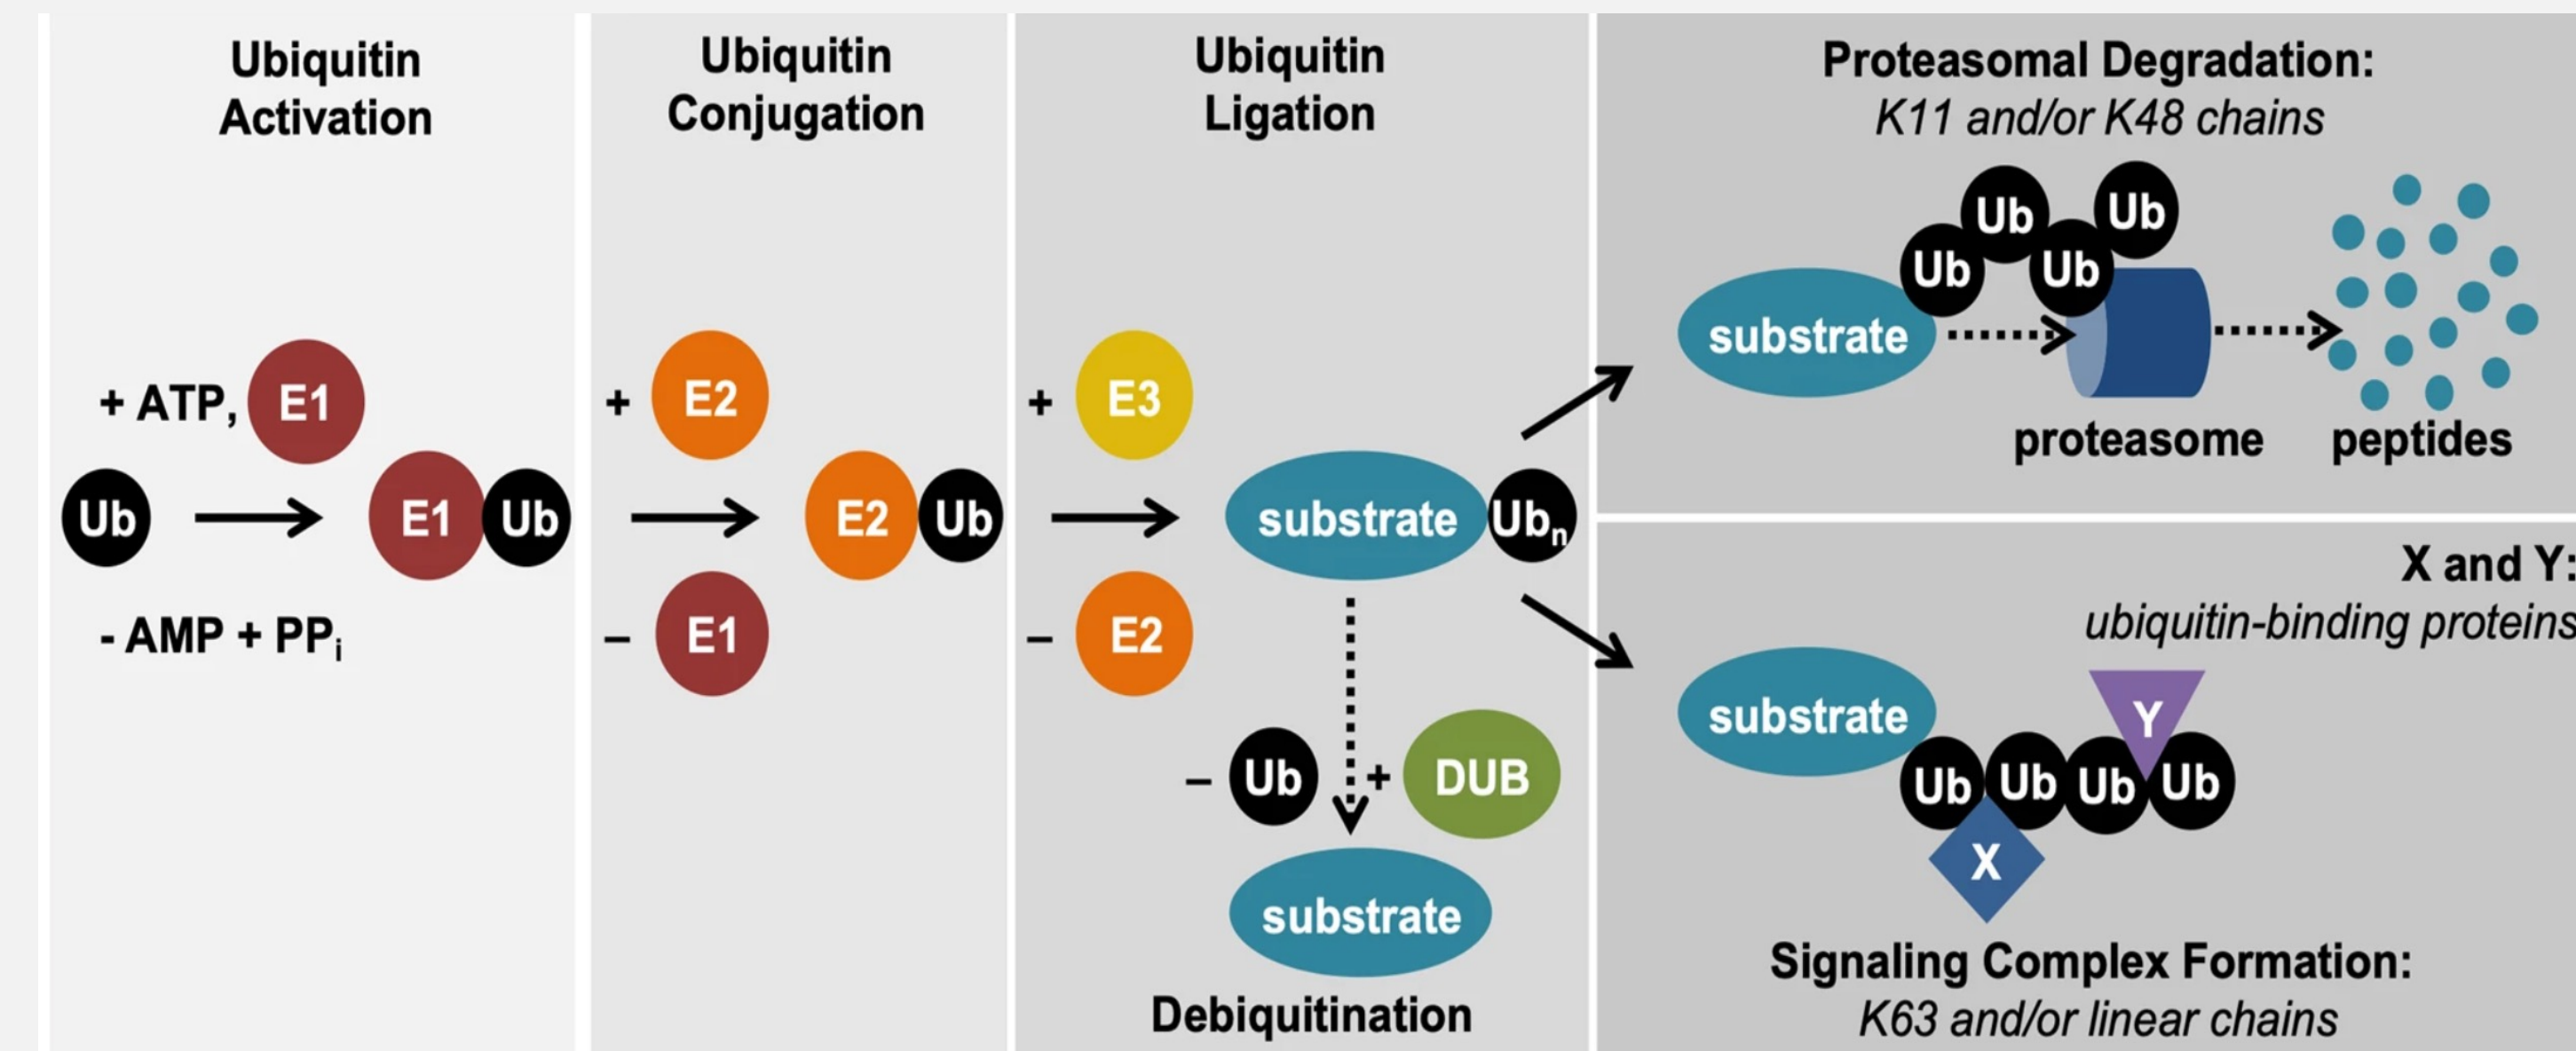 Ubiquitin
Activation
+ ATP, E1
Ub
E1 Ub
- AMP + PPi
Ubiquitin
Conjugation
+ E2
E2 Ub
– E1
Ubiquitin
Ligation
+ E3
substrate Ubn
– E2
– Ub + DUB
substrate
Debiquitination
Proteasomal Degradation:
K11 and/or K48 chains
Ub Ub Ub Ub
substrate
proteasome
peptides
X and Y:
ubiquitin-binding proteins
substrate
Y
Ub Ub Ub Ub
X
Signaling Complex Formation:
K63 and/or linear chains